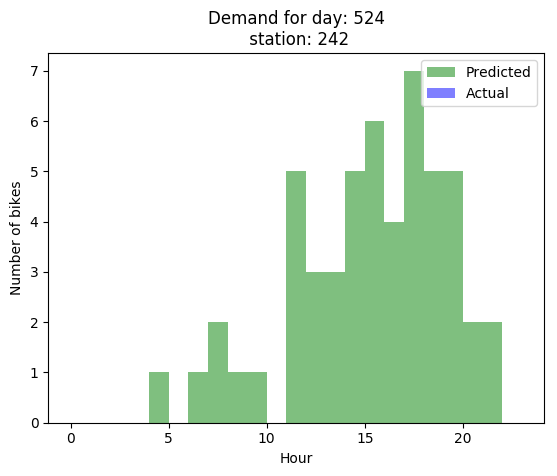 Demand for day: 524
station: 242
Predicted
Actual
Number of bikes
7
6
5
4
3
2
1
0
0
5
10
15
20
Hour